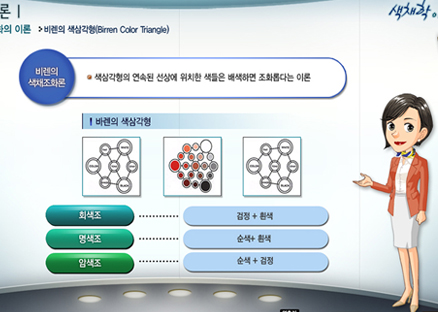 론 |
색채학 이
화의 이론 > 비렌의 색삼각형(Birren Color Triangle)
비렌의
색채조화론
색삼각형의 연속된 선상에 위치한 색들은 배색하면 조화롭다는 이론
! 바렌의 색삼각형
회색조 검정 + 흰색
명색조 순색+ 흰색
암색조 순색 + 검정